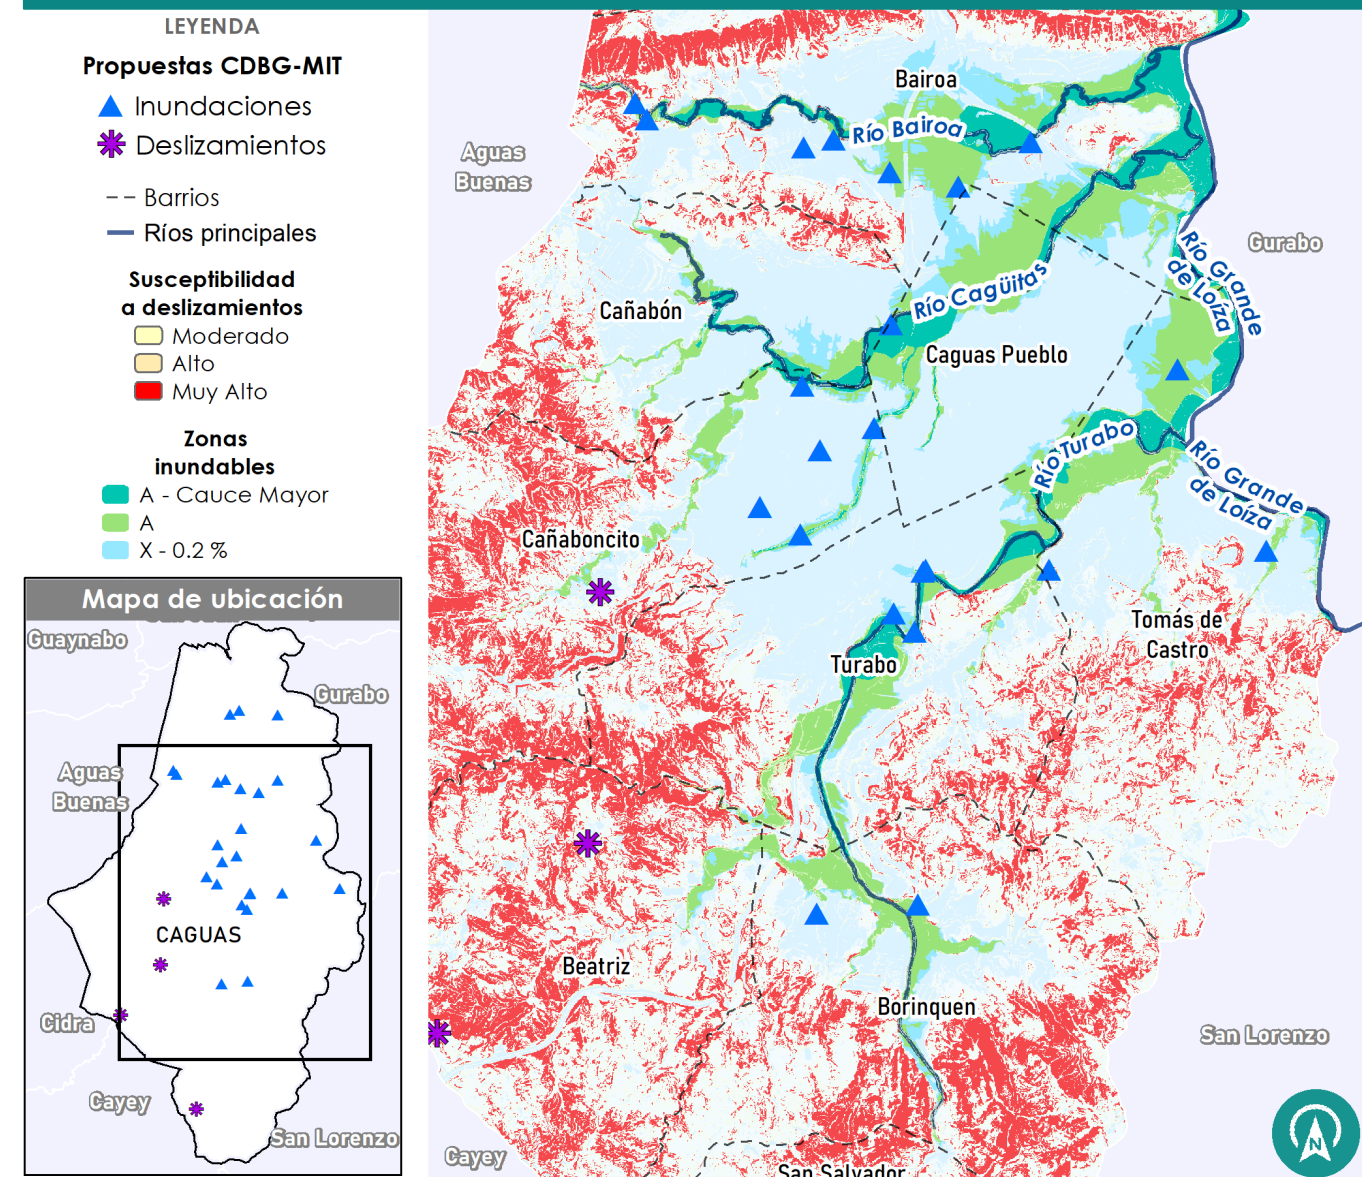 LEYENDA
Propuestas CDBG-MIT
Inundaciones
Deslizamientos
Barrios
Ríos principales
Susceptibilidad
a deslizamientos
Moderado
Alto
Muy Alto
Zonas
inundables
A - Cauce Mayor
A
X - 0.2 %
Mapa de ubicación
Guaynabo
Gurabo
Aguas
Buenas
CAGUAS
Cidra
Cayey
San Lorenzo
Bairoa
Río Bairoa
Aguas
Buenas
Gurabo
Río Grande
de Loíza
Cañabón
Río Cagüitas
Caguas Pueblo
Río Turabo
Río Grande
de Loíza
Cañaboncito
Tomás de
Castro
Turabo
Beatriz
Borinquen
San Lorenzo
Cayey
San Salvador
N